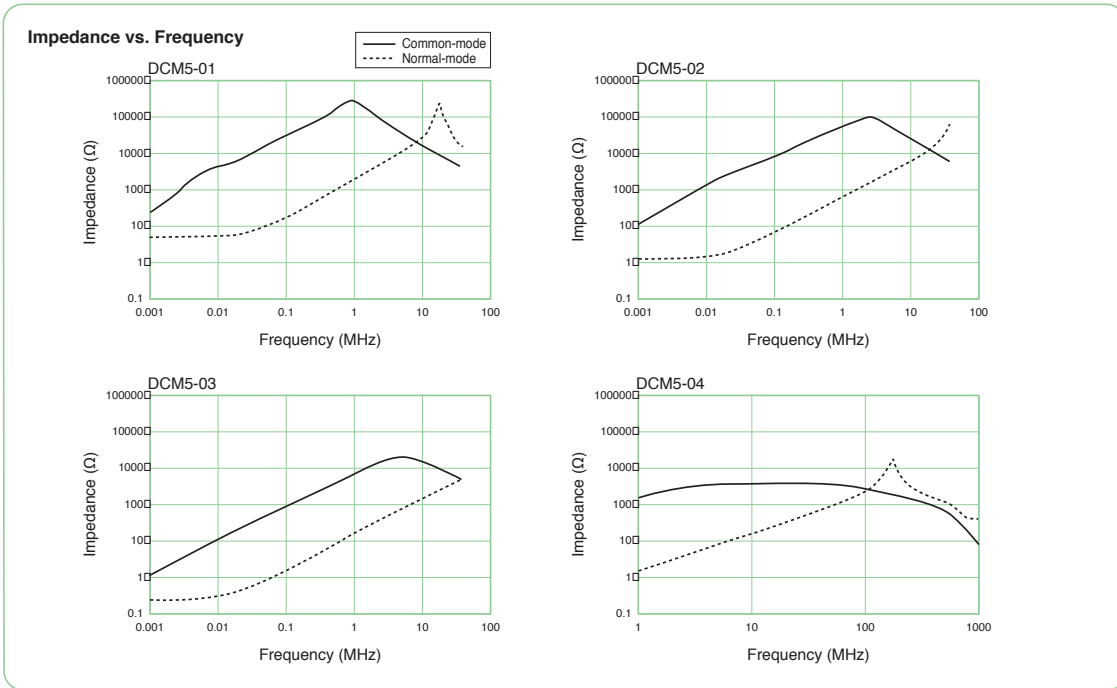 Impedance vs. Frequency
Common-mode
Normal-mode
DCM5-01
100000
10000
1000
100
10
1
0.1
Impedance (Ω)
0.001 0.01 0.1 1 10 100
Frequency (MHz)
DCM5-02
100000
10000
1000
100
10
1
0.1
Impedance (Ω)
0.001 0.01 0.1 1 10 100
Frequency (MHz)
DCM5-03
100000
10000
1000
100
10
1
0.1
Impedance (Ω)
0.001 0.01 0.1 1 10 100
Frequency (MHz)
DCM5-04
100000
10000
1000
100
10
1
0.1
Impedance (Ω)
1 10 100 1000
Frequency (MHz)